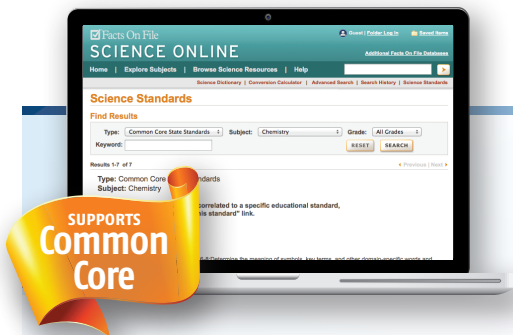 Facts On File
SCIENCE ONLINE
Guest | Folder Log In Saved Items
Additional Facts On File Databases
Home | Explore Subjects | Browse Science Resources | Help
Science Dictionary | Conversion Calculator | Advanced Search | Search History | Science Standards
Science Standards
Find Results
Type: Common Core State Standards Subject: Chemistry Grade: All Grades
Keyword: RESET SEARCH
Results 1-7 of 7 Previous | Next
Type: Common Core
Subject: Chemistry
correlated to a specific educational standard,
standard" link.
Determine the meaning of symbols, key terms, and other domain-specific words and
SUPPORTS
Common
Core